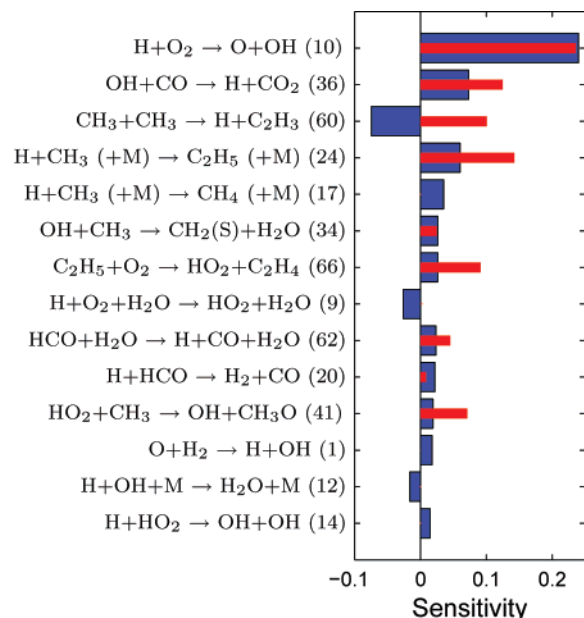 H+O₂ → O+OH (10)
OH+CO → H+CO₂ (36)
CH₃+CH₃ → H+C₂H₃ (60)
H+CH₃ (+M) → C₂H₅ (+M) (24)
H+CH₃ (+M) → CH₄ (+M) (17)
OH+CH₃ → CH₂(S)+H₂O (34)
C₂H₅+O₂ → HO₂+C₂H₄ (66)
H+O₂+H₂O → HO₂+H₂O (9)
HCO+H₂O → H+CO+H₂O (62)
H+HCO → H₂+CO (20)
HO₂+CH₃ → OH+CH₃O (41)
O+H₂ → H+OH (1)
H+OH+M → H₂O+M (12)
H+HO₂ → OH+OH (14)
−0.1 0 0.1 0.2
Sensitivity